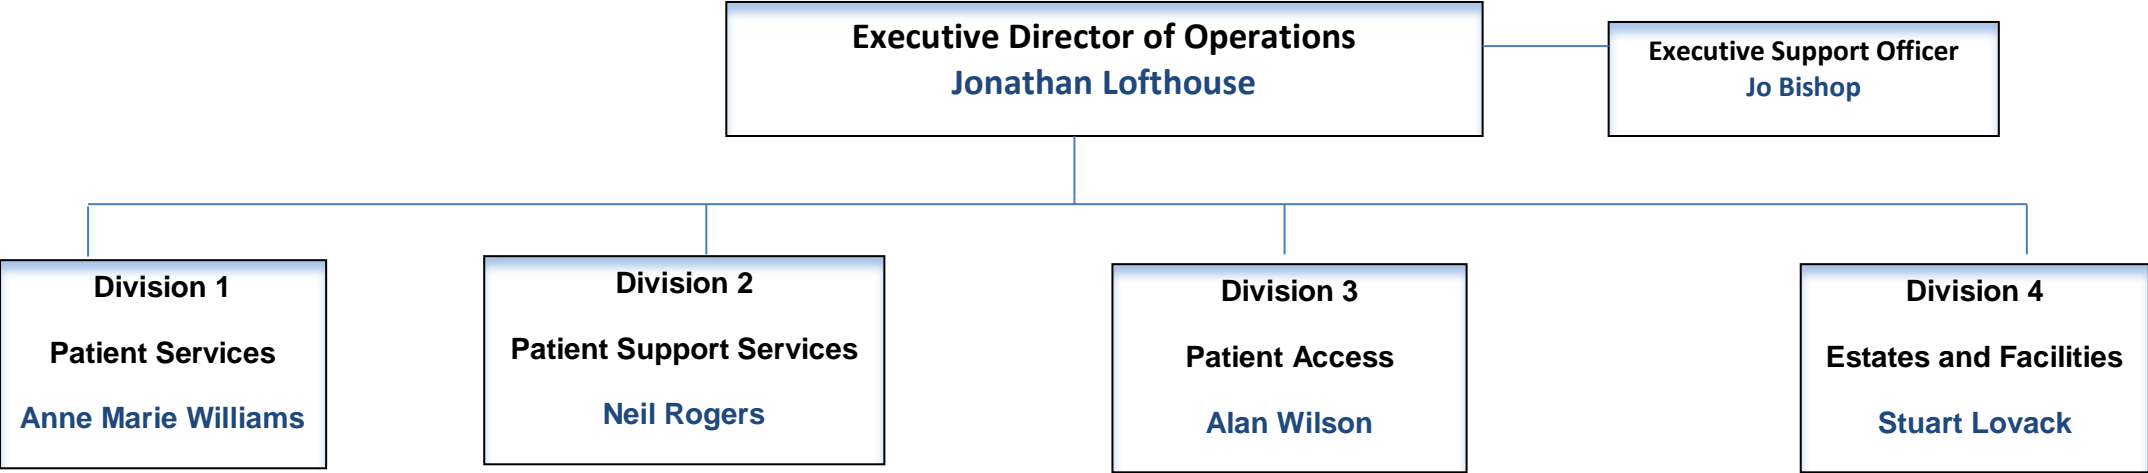 Executive Director of Operations
Jonathan Lofthouse
Executive Support Officer
Jo Bishop
Division 1
Patient Services
Anne Marie Williams
Division 2
Patient Support Services
Neil Rogers
Division 3
Patient Access
Alan Wilson
Division 4
Estates and Facilities
Stuart Lovack